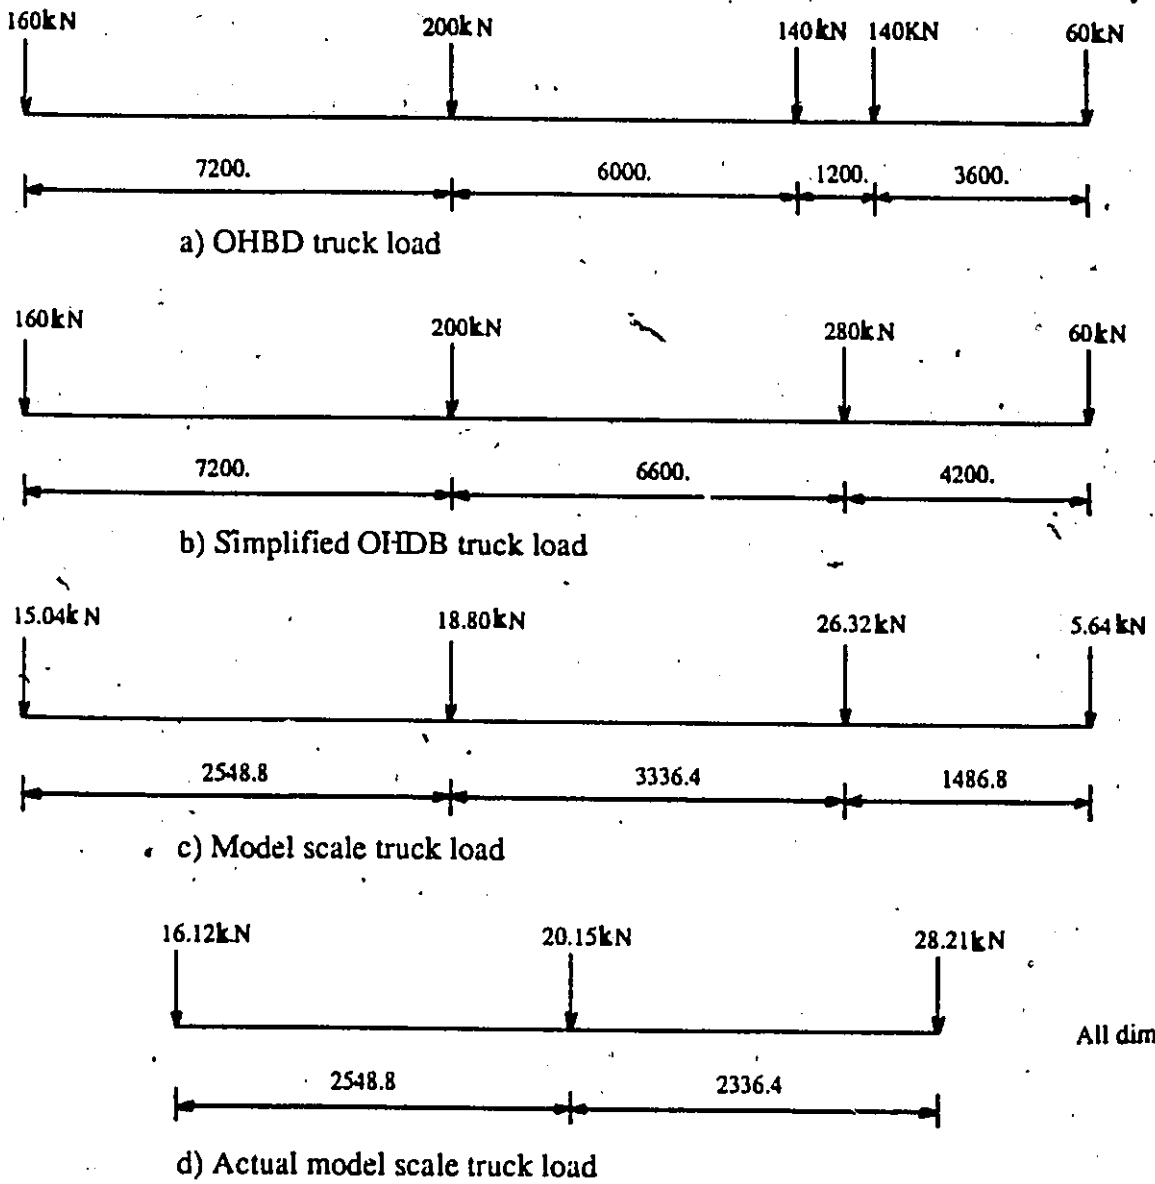 160kN 200kN 140kN 140KN 60kN
7200. 6000. 1200. 3600.
a) OHBD truck load
160kN 200kN 280kN 60kN
7200. 6600. 4200.
b) Simplified OHDB truck load
15.04kN 18.80kN 26.32kN 5.64kN
2548.8 3336.4 1486.8
c) Model scale truck load
16.12kN 20.15kN 28.21kN
All dim
2548.8 2336.4
d) Actual model scale truck load